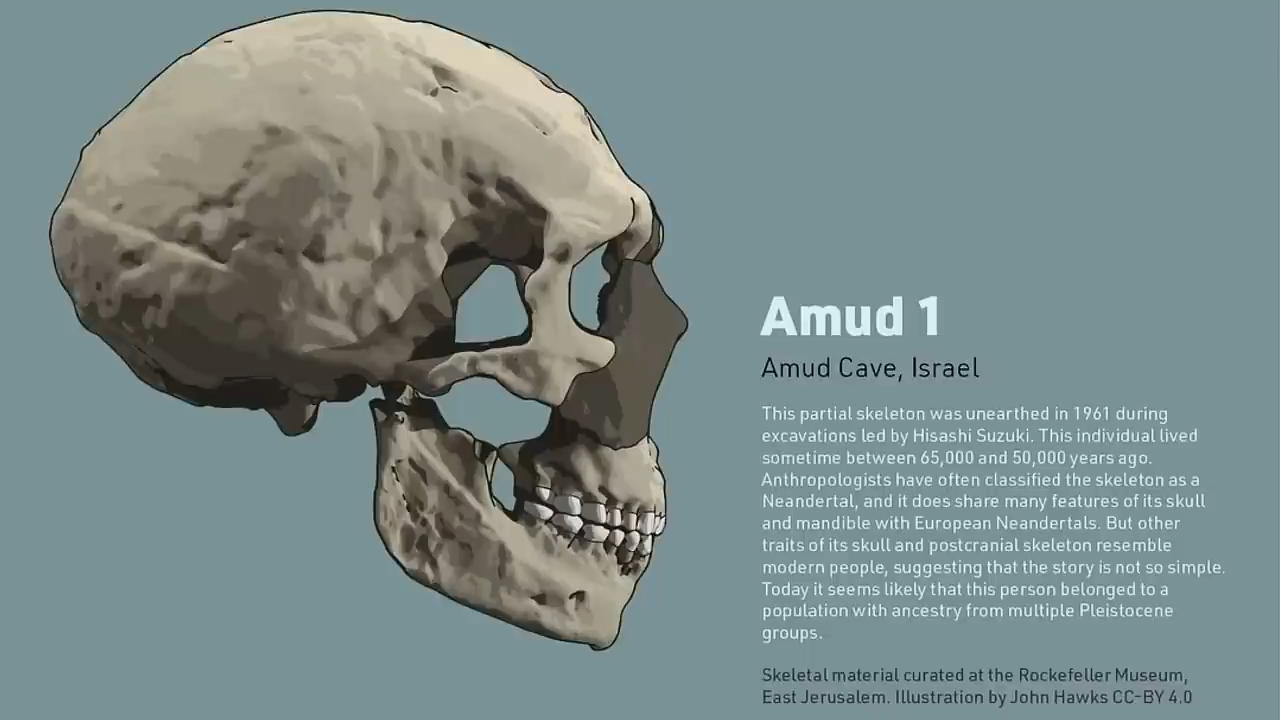 Amud 1
Amud Cave, Israel
This partial skeleton was unearthed in 1961 during
excavations led by Hisashi Suzuki. This individual lived
sometime between 65,000 and 50,000 years ago.
Anthropologists have often classified the skeleton as a
Neandertal, and it does share many features of its skull
and mandible with European Neandertals. But other
traits of its skull and postcranial skeleton resemble
modern people, suggesting that the story is not so simple.
Today it seems likely that this person belonged to a
population with ancestry from multiple Pleistocene
groups.
Skeletal material curated at the Rockefeller Museum,
East Jerusalem. Illustration by John Hawks CC-BY 4.0